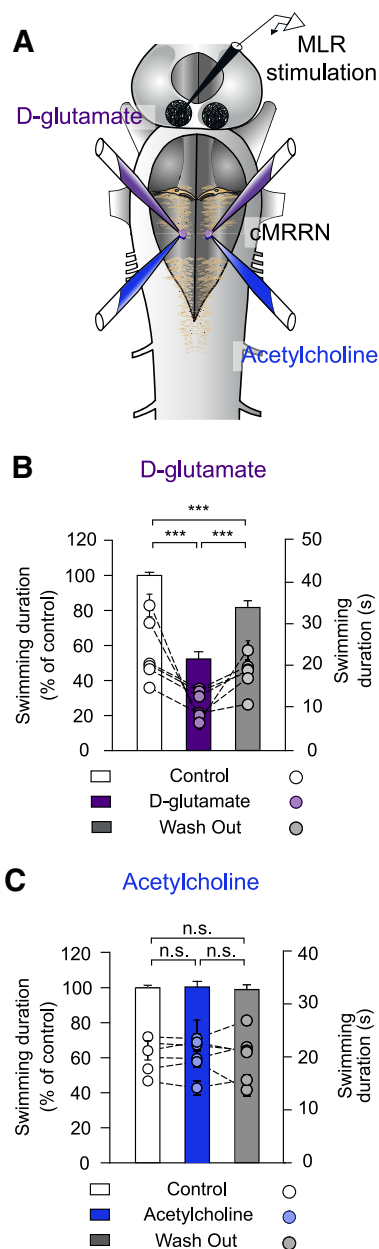 A
MLR
stimulation
D-glutamate
cMRRN
Acetylcholine
B
D-glutamate
***
*** ***
120
100
80
60
40
20
0
Swimming duration
(% of control)
50
40
30
20
10
0
Swimming
duration (s)
Control
D-glutamate
Wash Out
C
Acetylcholine
n.s.
n.s. n.s.
120
100
80
60
40
20
0
Swimming duration
(% of control)
40
30
20
10
0
Swimming
duration (s)
Control
Acetylcholine
Wash Out